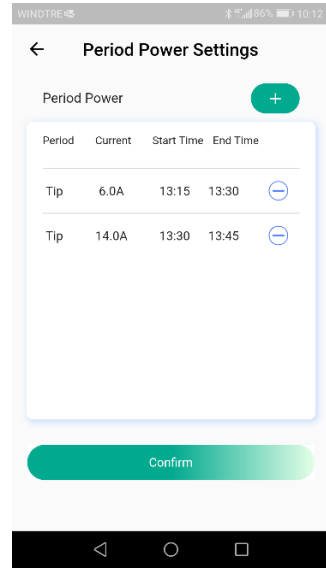 WINDTRE 86% 10:12
Period Power Settings
Period Power +
Period Current Start Time End Time
Tip 6.0A 13:15 13:30
Tip 14.0A 13:30 13:45
Confirm